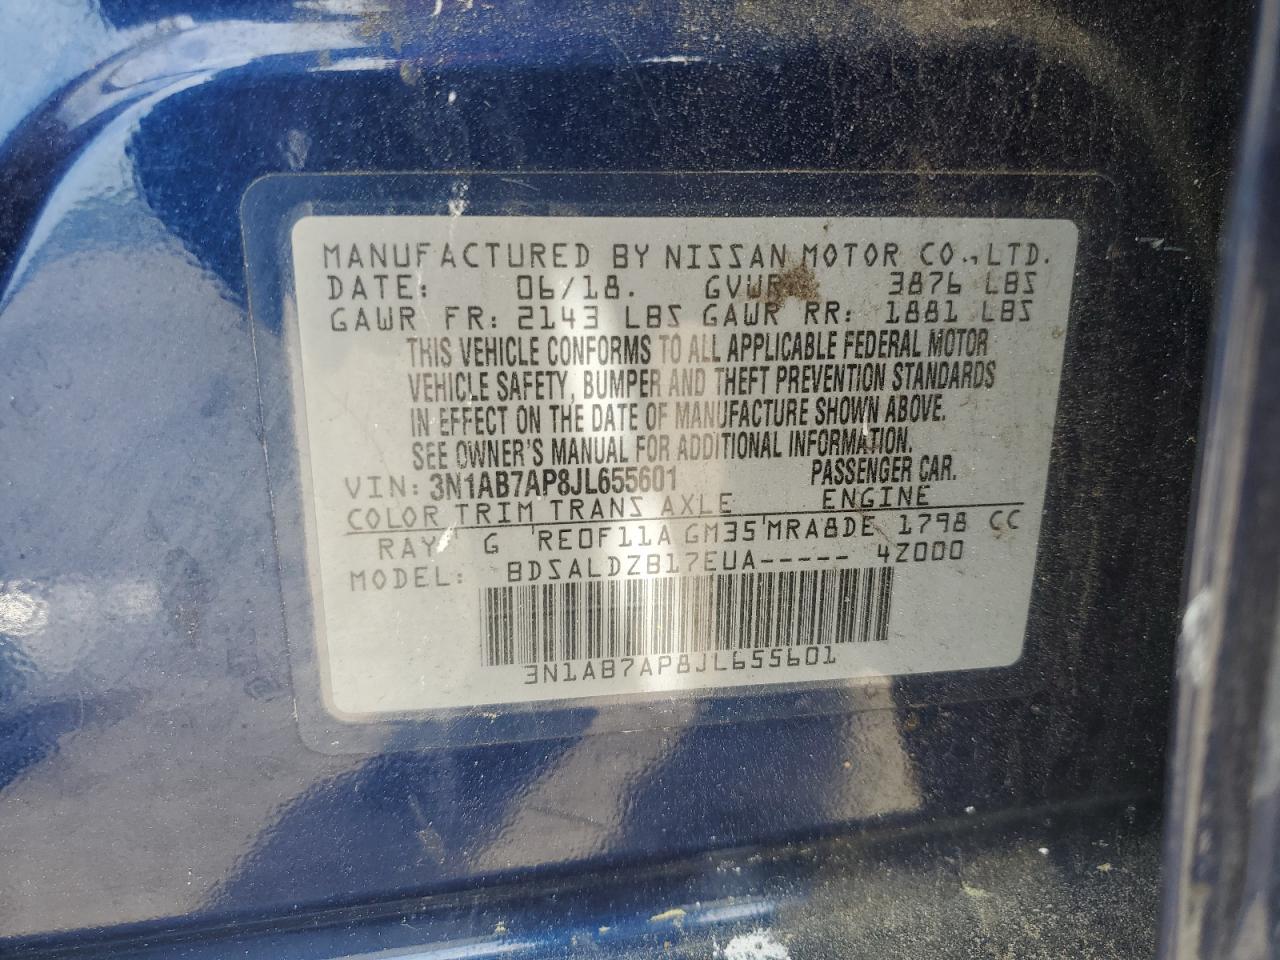 MANUFACTURED BY NISSAN MOTOR CO.,LTD.
DATE: 06/18. GVWR 3876 LBS
GAWR FR: 2143 LBS GAWR RR: 1881 LBS
THIS VEHICLE CONFORMS TO ALL APPLICABLE FEDERAL MOTOR
VEHICLE SAFETY, BUMPER AND THEFT PREVENTION STANDARDS
IN EFFECT ON THE DATE OF MANUFACTURE SHOWN ABOVE.
SEE OWNER'S MANUAL FOR ADDITIONAL INFORMATION.
VIN: 3N1AB7AP8JL655601 PASSENGER CAR.
COLOR TRIM TRANS AXLE ENGINE
RAY G RE0F11A GM35 MRA8DE 1798 CC
MODEL: BDSALDZB17EUA----- 4Z000
3N1AB7AP8JL655601